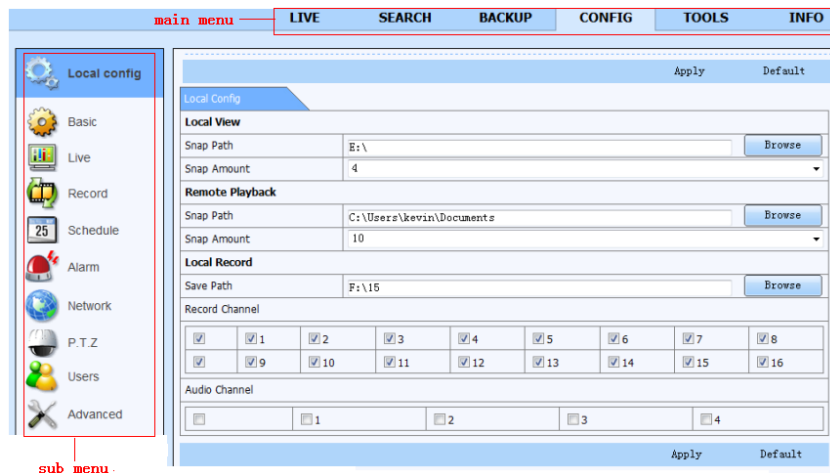 main menu
LIVE SEARCH BACKUP CONFIG TOOLS INFO
Local config
Basic
Live
Record
25 Schedule
Alarm
Network
P.T.Z
Users
Advanced
sub menu.
Apply Default
Local Config
Local View
Snap Path E:\ Browse
Snap Amount 4
Remote Playback
Snap Path C:\Users\kevin\Documents Browse
Snap Amount 10
Local Record
Save Path F:\15 Browse
Record Channel
1 2 3 4 5 6 7 8
9 10 11 12 13 14 15 16
Audio Channel
1 2 3 4
Apply Default